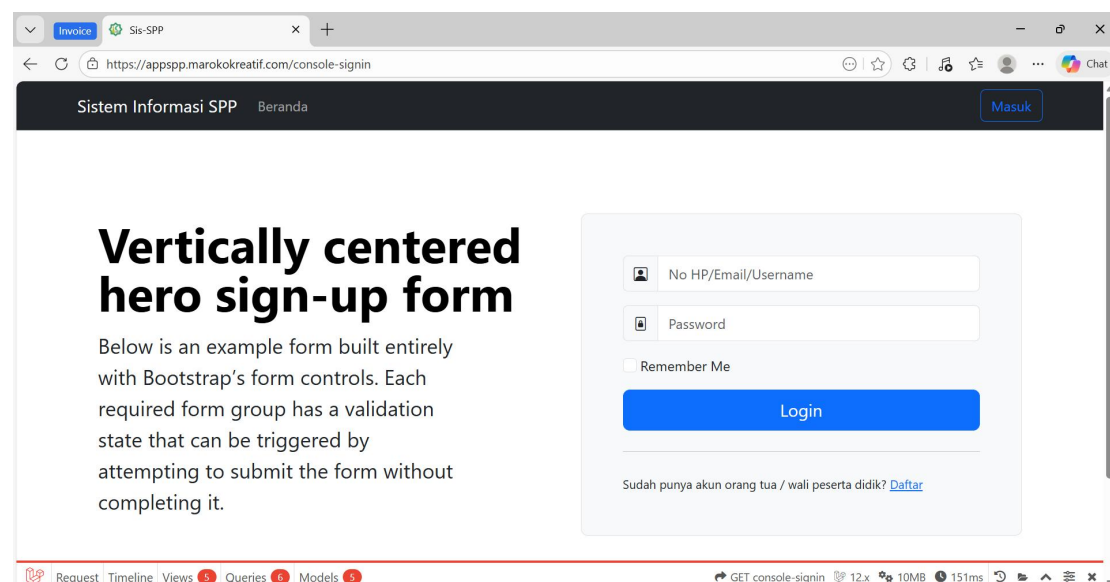 Invoice Sis-SPP
https://appspp.marokokreatif.com/console-signin Chat
Sistem Informasi SPP Beranda Masuk
Vertically centered
hero sign-up form
Below is an example form built entirely
with Bootstrap’s form controls. Each
required form group has a validation
state that can be triggered by
attempting to submit the form without
completing it.
No HP/Email/Username
Password
Remember Me
Login
Sudah punya akun orang tua / wali peserta didik? Daftar
Request Timeline Views 5 Queries 6 Models 5 GET console-signin 12.x 10MB 151ms